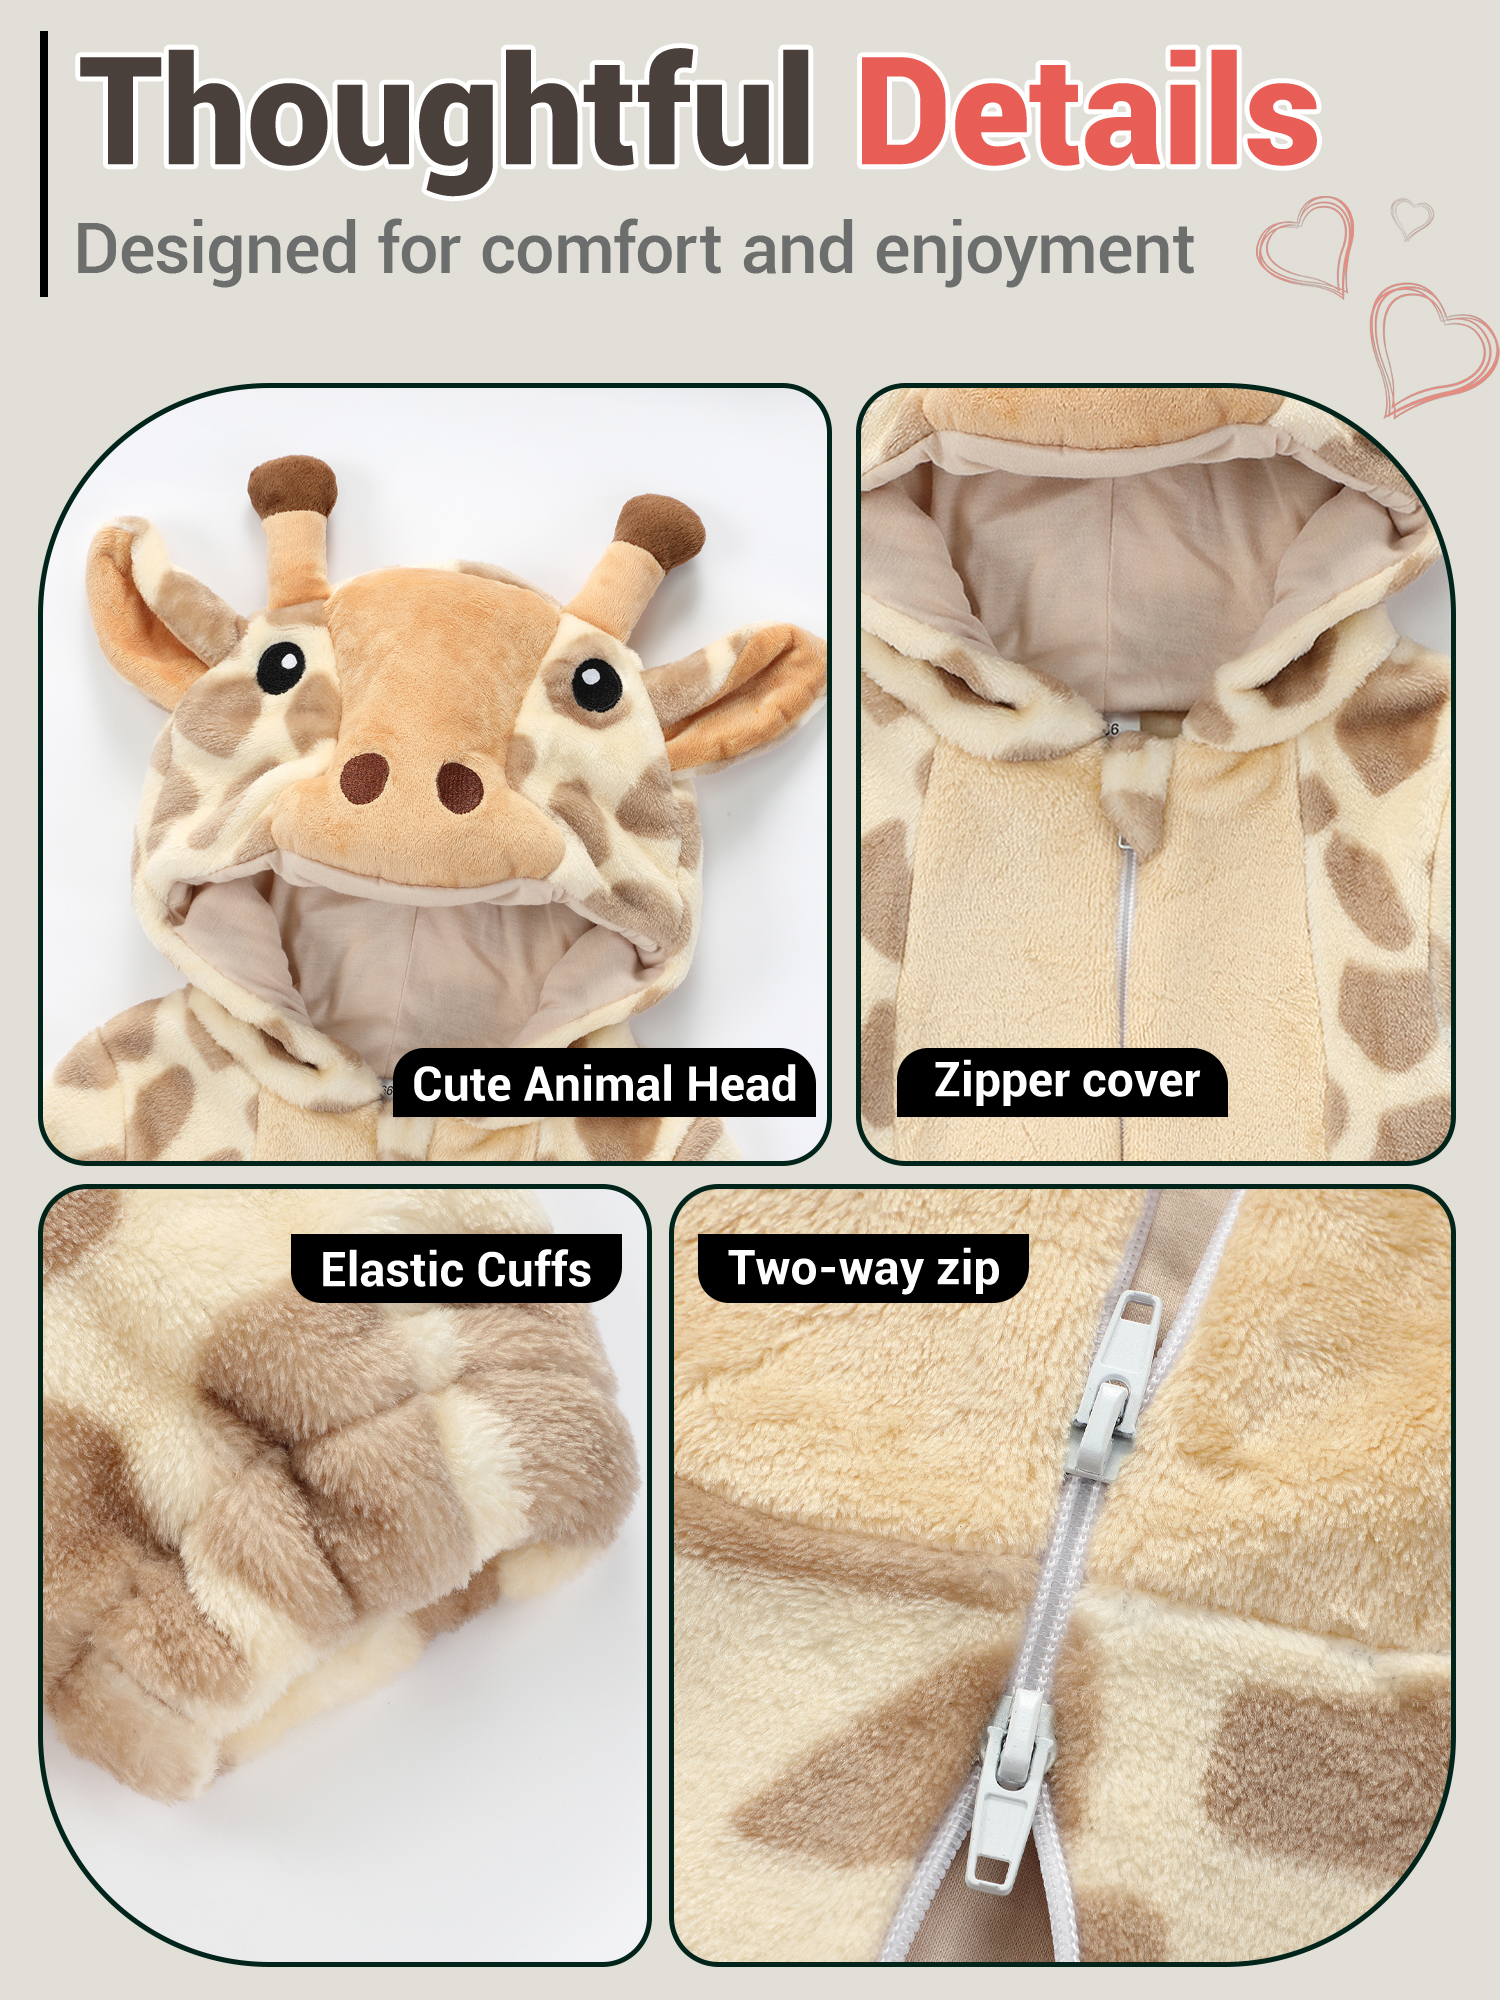 Thoughtful Details
Designed for comfort and enjoyment
Cute Animal Head
Zipper cover
Elastic Cuffs
Two-way zip